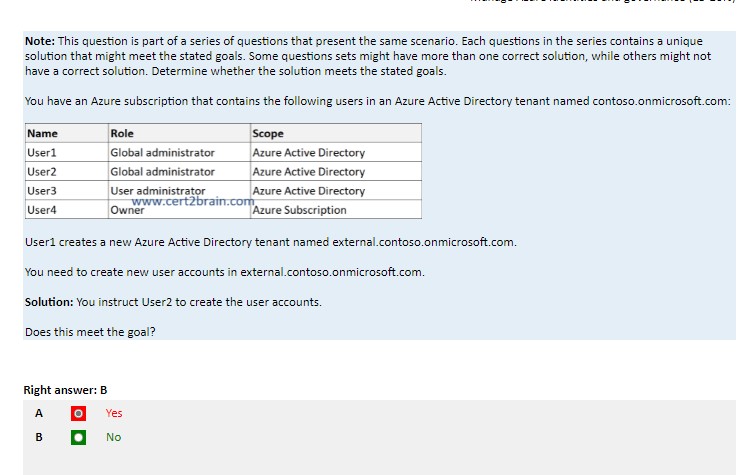 Note: This question is part of a series of questions that present the same scenario. Each questions in the series contains a unique
solution that might meet the stated goals. Some questions sets might have more than one correct solution, while others might not
have a correct solution. Determine whether the solution meets the stated goals.
You have an Azure subscription that contains the following users in an Azure Active Directory tenant named contoso.onmicrosoft.com:
Name Role Scope
User1 Global administrator Azure Active Directory
User2 Global administrator Azure Active Directory
User3 User administrator Azure Active Directory
www.cert2brain.com
User4 Owner Azure Subscription
User1 creates a new Azure Active Directory tenant named external.contoso.onmicrosoft.com.
You need to create new user accounts in external.contoso.onmicrosoft.com.
Solution: You instruct User2 to create the user accounts.
Does this meet the goal?
Right answer: B
A Yes
B No